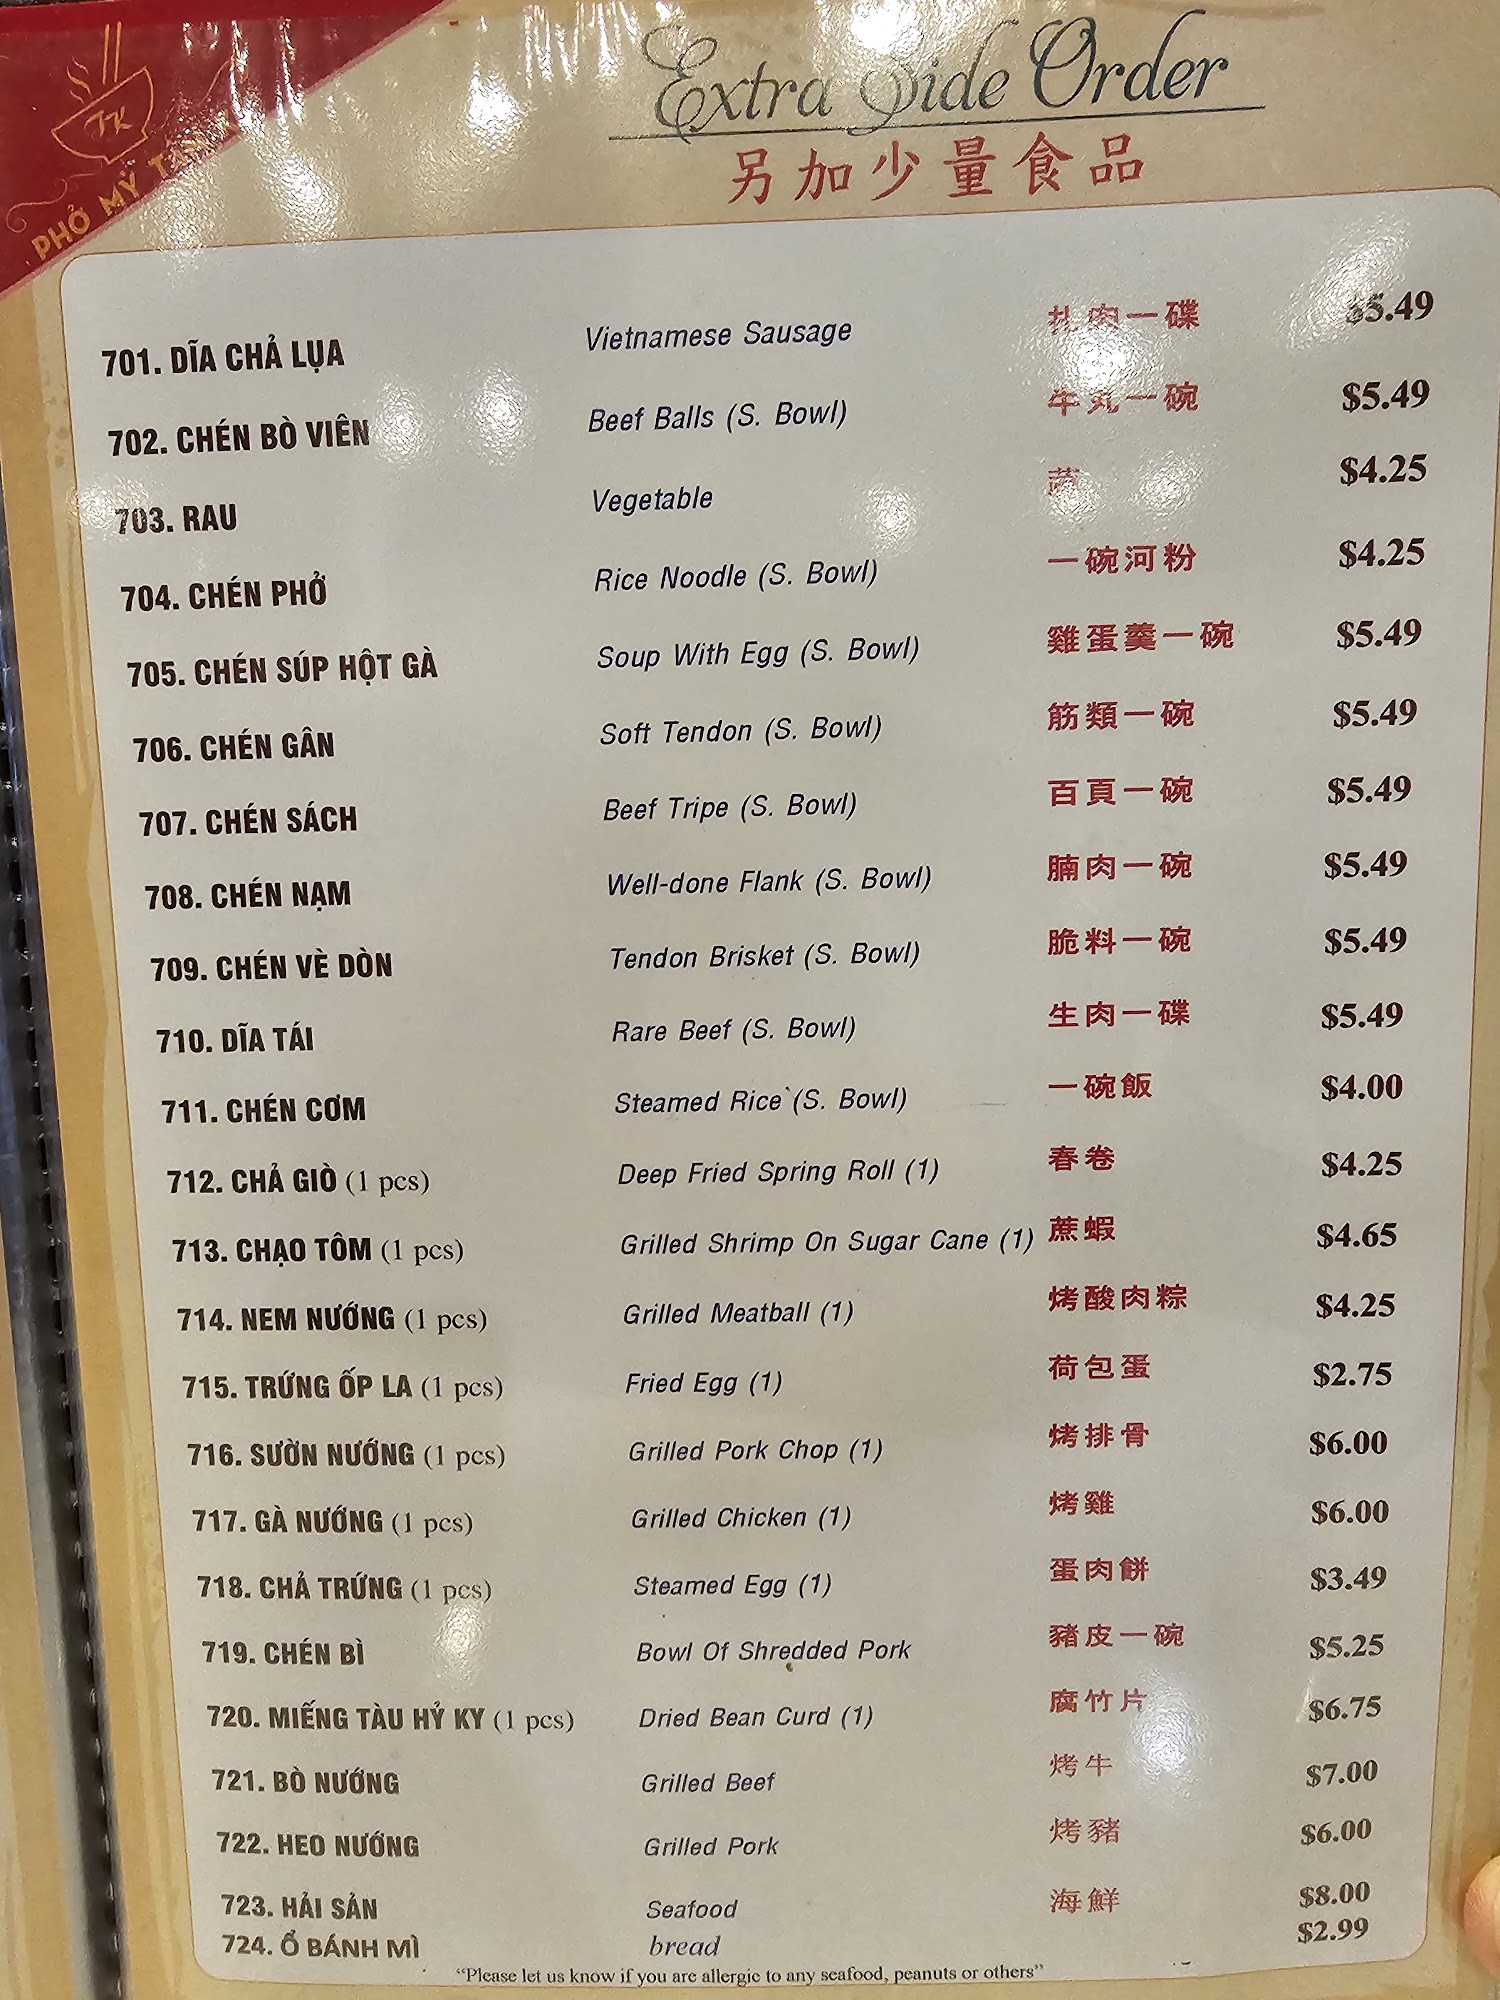 TK
PHỞ MỸ
Extra Side Order
另加少量食品
701. DĨA CHẢ LỤA Vietnamese Sausage 扎肉一碟 $5.49
702. CHÉN BÒ VIÊN Beef Balls (S. Bowl) 牛丸一碗 $5.49
703. RAU Vegetable $4.25
704. CHÉN PHỞ Rice Noodle (S. Bowl) 一碗河粉 $4.25
705. CHÉN SÚP HỘT GÀ Soup With Egg (S. Bowl) 雞蛋羹一碗 $5.49
706. CHÉN GÂN Soft Tendon (S. Bowl) 筋類一碗 $5.49
707. CHÉN SÁCH Beef Tripe (S. Bowl) 百頁一碗 $5.49
708. CHÉN NẠM Well-done Flank (S. Bowl) 腩肉一碗 $5.49
709. CHÉN VÈ DÒN Tendon Brisket (S. Bowl) 脆料一碗 $5.49
710. DĨA TÁI Rare Beef (S. Bowl) 生肉一碟 $5.49
711. CHÉN CƠM Steamed Rice (S. Bowl) 一碗飯 $4.00
712. CHẢ GIÒ (1 pcs) Deep Fried Spring Roll (1) 春卷 $4.25
713. CHẠO TÔM (1 pcs) Grilled Shrimp On Sugar Cane (1) 蔗蝦 $4.65
714. NEM NƯỚNG (1 pcs) Grilled Meatball (1) 烤酸肉粽 $4.25
715. TRỨNG ỐP LA (1 pcs) Fried Egg (1) 荷包蛋 $2.75
716. SƯỜN NƯỚNG (1 pcs) Grilled Pork Chop (1) 烤排骨 $6.00
717. GÀ NƯỚNG (1 pcs) Grilled Chicken (1) 烤雞 $6.00
718. CHẢ TRỨNG (1 pcs) Steamed Egg (1) 蛋肉餅 $3.49
719. CHÉN BÌ Bowl Of Shredded Pork 豬皮一碗 $5.25
720. MIẾNG TÀU HỶ KY (1 pcs) Dried Bean Curd (1) 腐竹片 $6.75
721. BÒ NƯỚNG Grilled Beef 烤牛 $7.00
722. HEO NƯỚNG Grilled Pork 烤豬 $6.00
723. HẢI SẢN Seafood 海鮮 $8.00
724. Ổ BÁNH MÌ bread $2.99
“Please let us know if you are allergic to any seafood, peanuts or others”